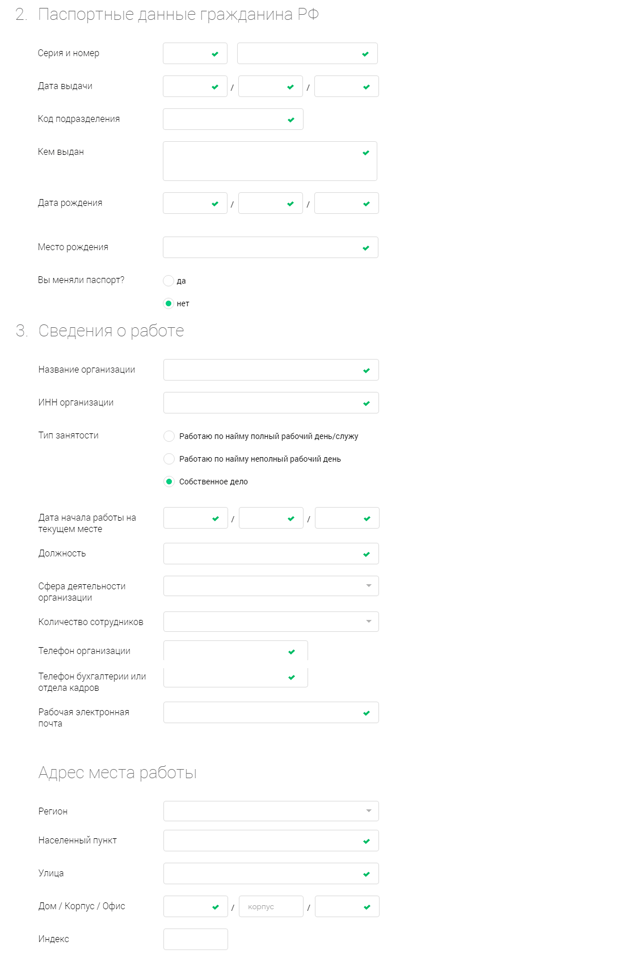 2. Паспортные данные гражданина РФ
Серия и номер
Дата выдачи / /
Код подразделения
Кем выдан
Дата рождения / /
Место рождения
Вы меняли паспорт? да
нет
3. Сведения о работе
Название организации
ИНН организации
Тип занятости Работаю по найму полный рабочий день/служу
Работаю по найму неполный рабочий день
Собственное дело
Дата начала работы на
текущем месте / /
Должность
Сфера деятельности
организации
Количество сотрудников
Телефон организации
Телефон бухгалтерии или
отдела кадров
Рабочая электронная
почта
Адрес места работы
Регион
Населенный пункт
Улица
Дом / Корпус / Офис / корпус /
Индекс